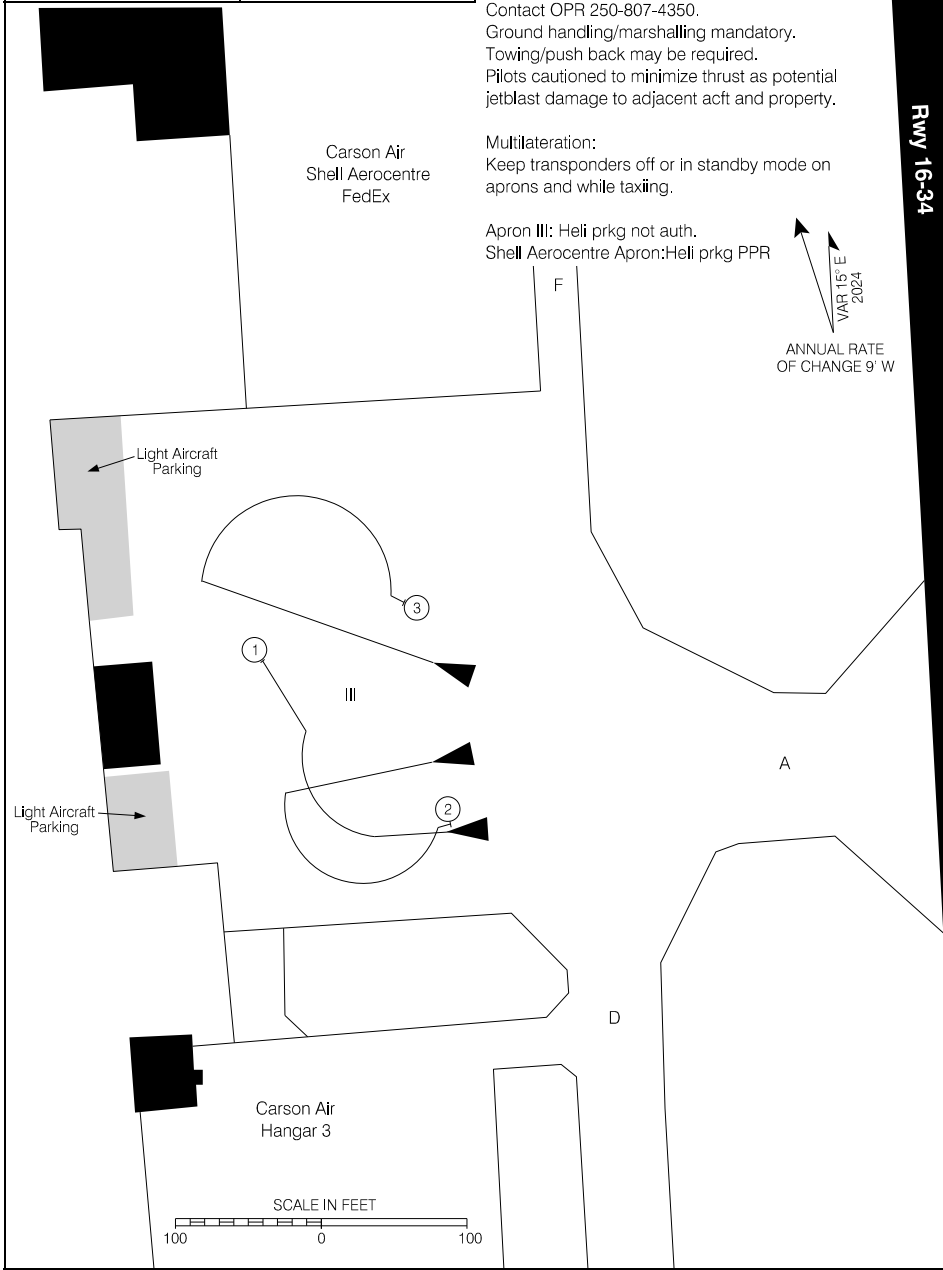 Contact OPR 250-807-4350.
Ground handling/marshalling mandatory.
Towing/push back may be required.
Pilots cautioned to minimize thrust as potential
jetblast damage to adjacent acft and property.
Multilateration:
Keep transponders off or in standby mode on
aprons and while taxiing.
Apron III: Heli prkg not auth.
Shell Aerocentre Apron:Heli prkg PPR
Rwy 16-34
Carson Air
Shell Aerocentre
FedEx
F
VAR 15° E
2024
ANNUAL RATE
OF CHANGE 9' W
Light Aircraft
Parking
3
1
III
A
2
Light Aircraft
Parking
D
Carson Air
Hangar 3
SCALE IN FEET
100 0 100